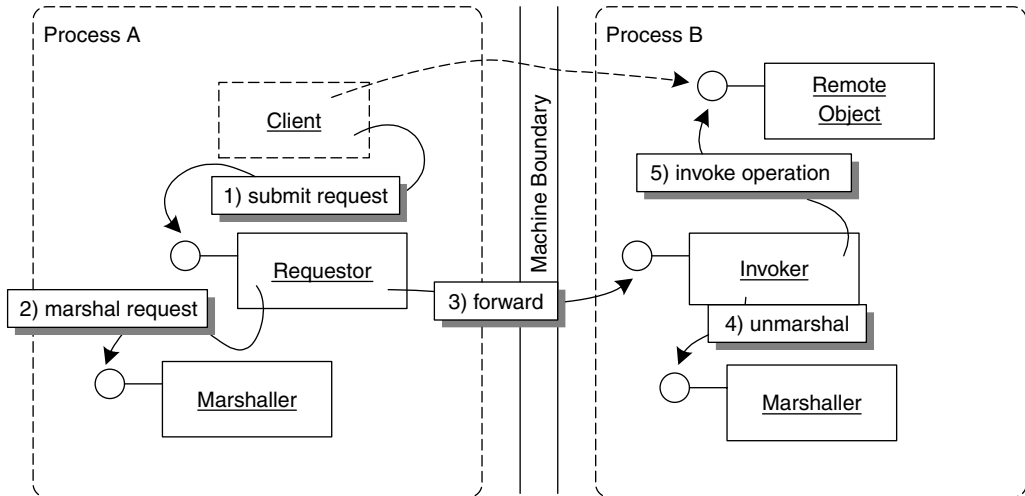 Process A
Process B
Client
Remote
Object
1) submit request
5) invoke operation
Machine Boundary
Requestor
Invoker
2) marshal request
3) forward
4) unmarshal
Marshaller
Marshaller